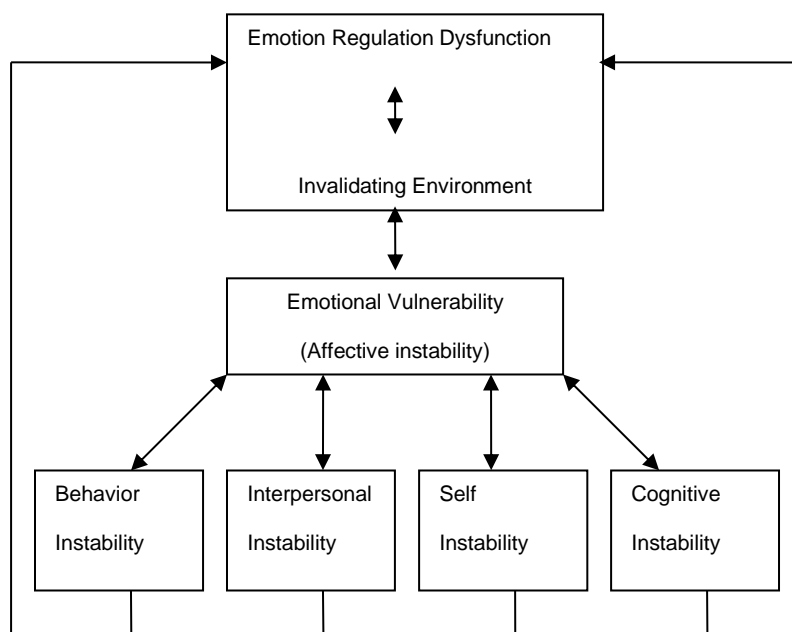 Emotion Regulation Dysfunction
Invalidating Environment
Emotional Vulnerability
(Affective instability)
Behavior
Instability
Interpersonal
Instability
Self
Instability
Cognitive
Instability